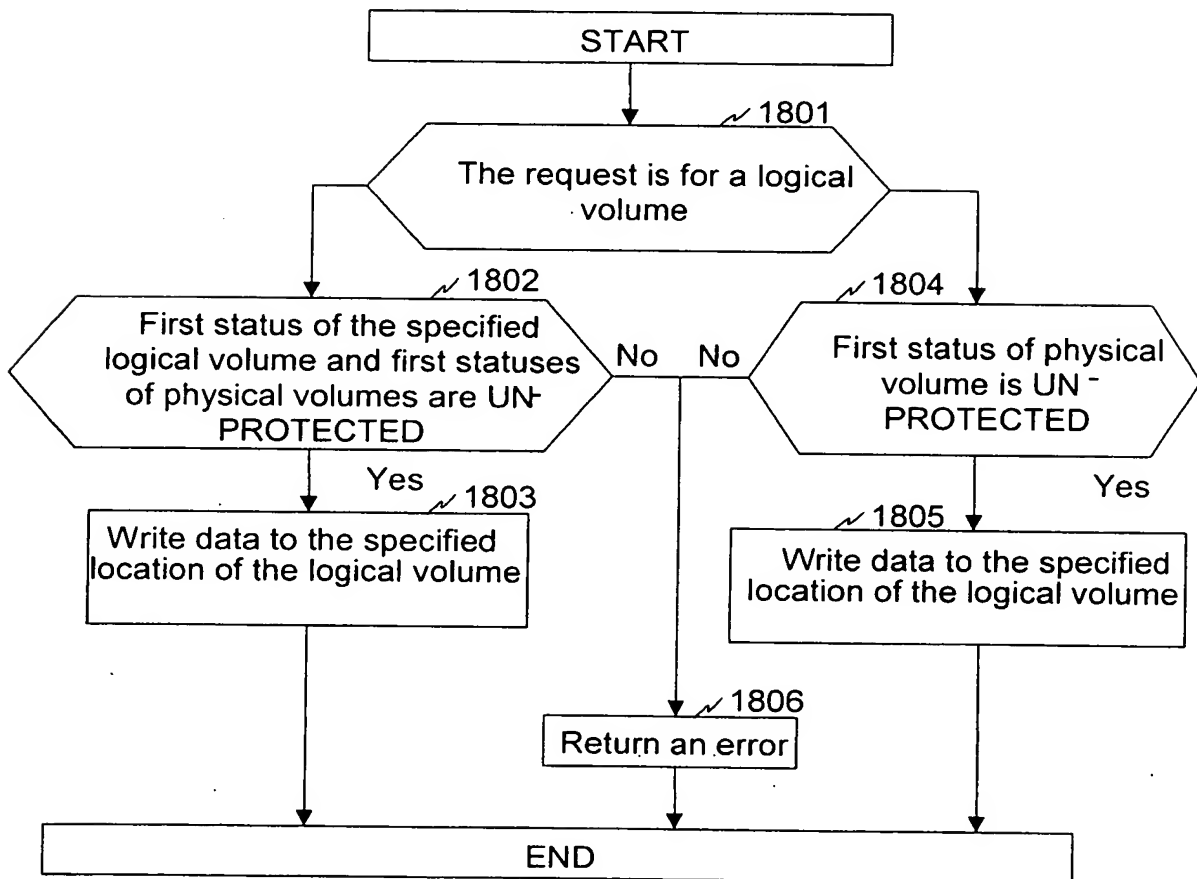 START
1801
The request is for a logical
volume
1802
First status of the specified
logical volume and first statuses
of physical volumes are UN-
PROTECTED
1804
First status of physical
volume is UN-
PROTECTED
No
No
Yes
Yes
1803
Write data to the specified
location of the logical volume
1805
Write data to the specified
location of the logical volume
1806
Return an error
END